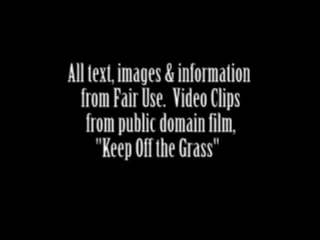 All text, images & information
from Fair Use.  Video Clips
from public domain film,
"Keep Off the Grass"